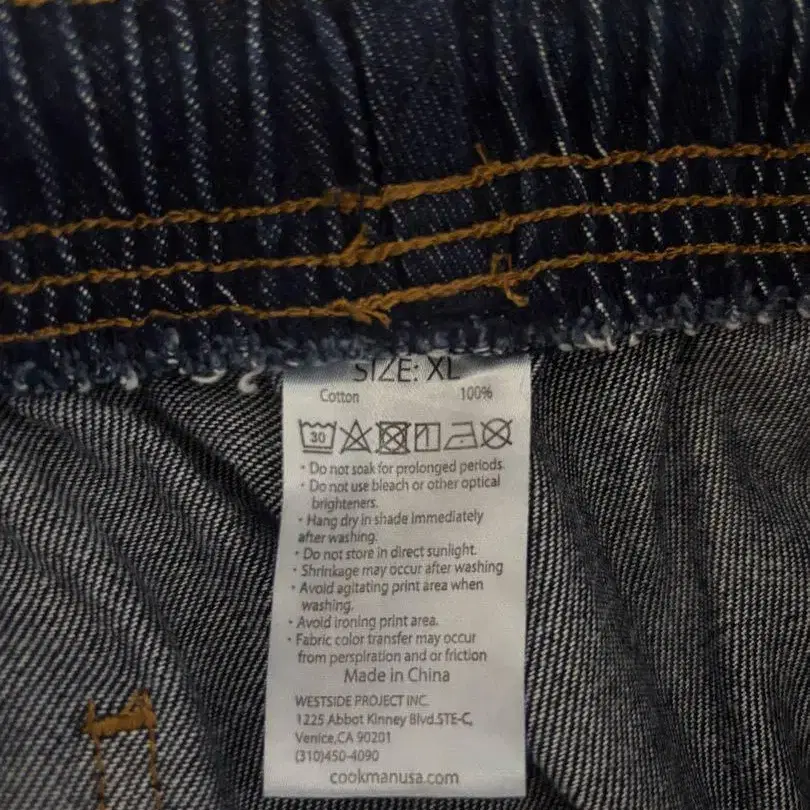 SIZE: XL
Cotton 100%
30
• Do not soak for prolonged periods.
• Do not use bleach or other optical
brighteners.
• Hang dry in shade immediately
after washing.
• Do not store in direct sunlight.
• Shrinkage may occur after washing
• Avoid agitating print area when
washing.
• Avoid ironing print area.
• Fabric color transfer may occur
from perspiration and or friction
Made in China
WESTSIDE PROJECT INC.
1225 Abbot Kinney Blvd.STE-C,
Venice,CA 90201
(310)450-4090
cookmanusa.com